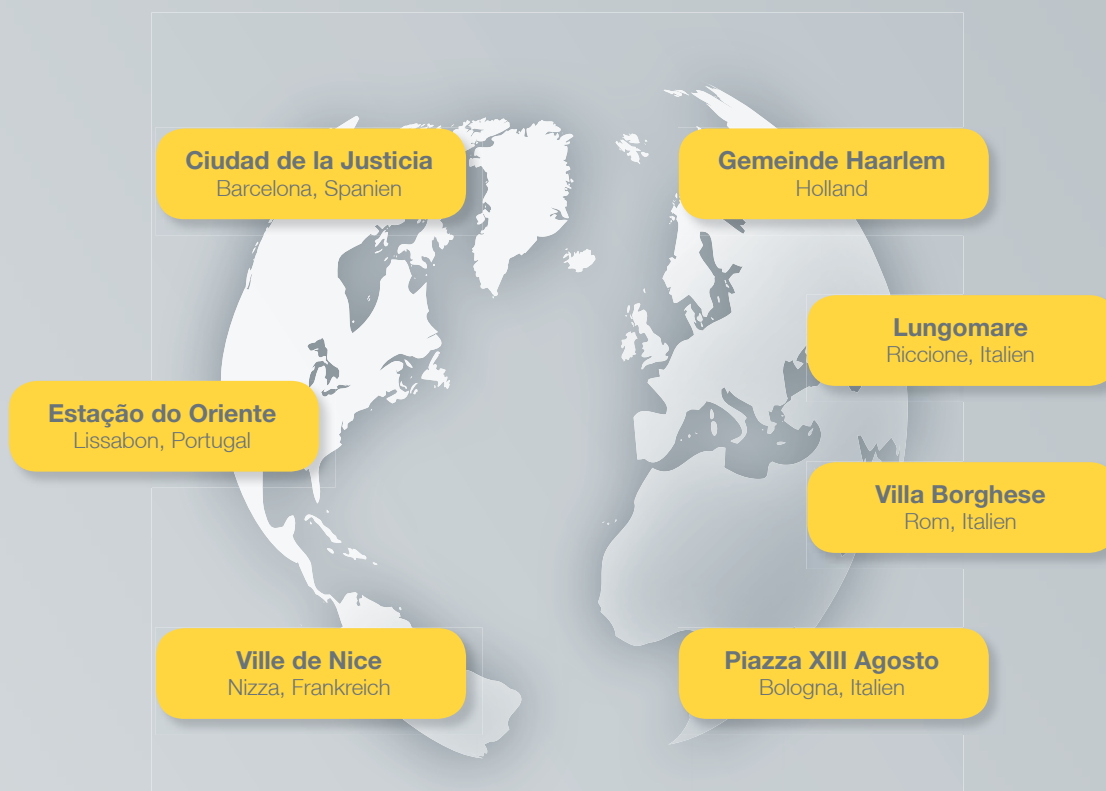 Ciudad de la Justicia
Barcelona, Spanien
Gemeinde Haarlem
Holland
Lungomare
Riccione, Italien
Estação do Oriente
Lissabon, Portugal
Villa Borghese
Rom, Italien
Ville de Nice
Nizza, Frankreich
Piazza XIII Agosto
Bologna, Italien